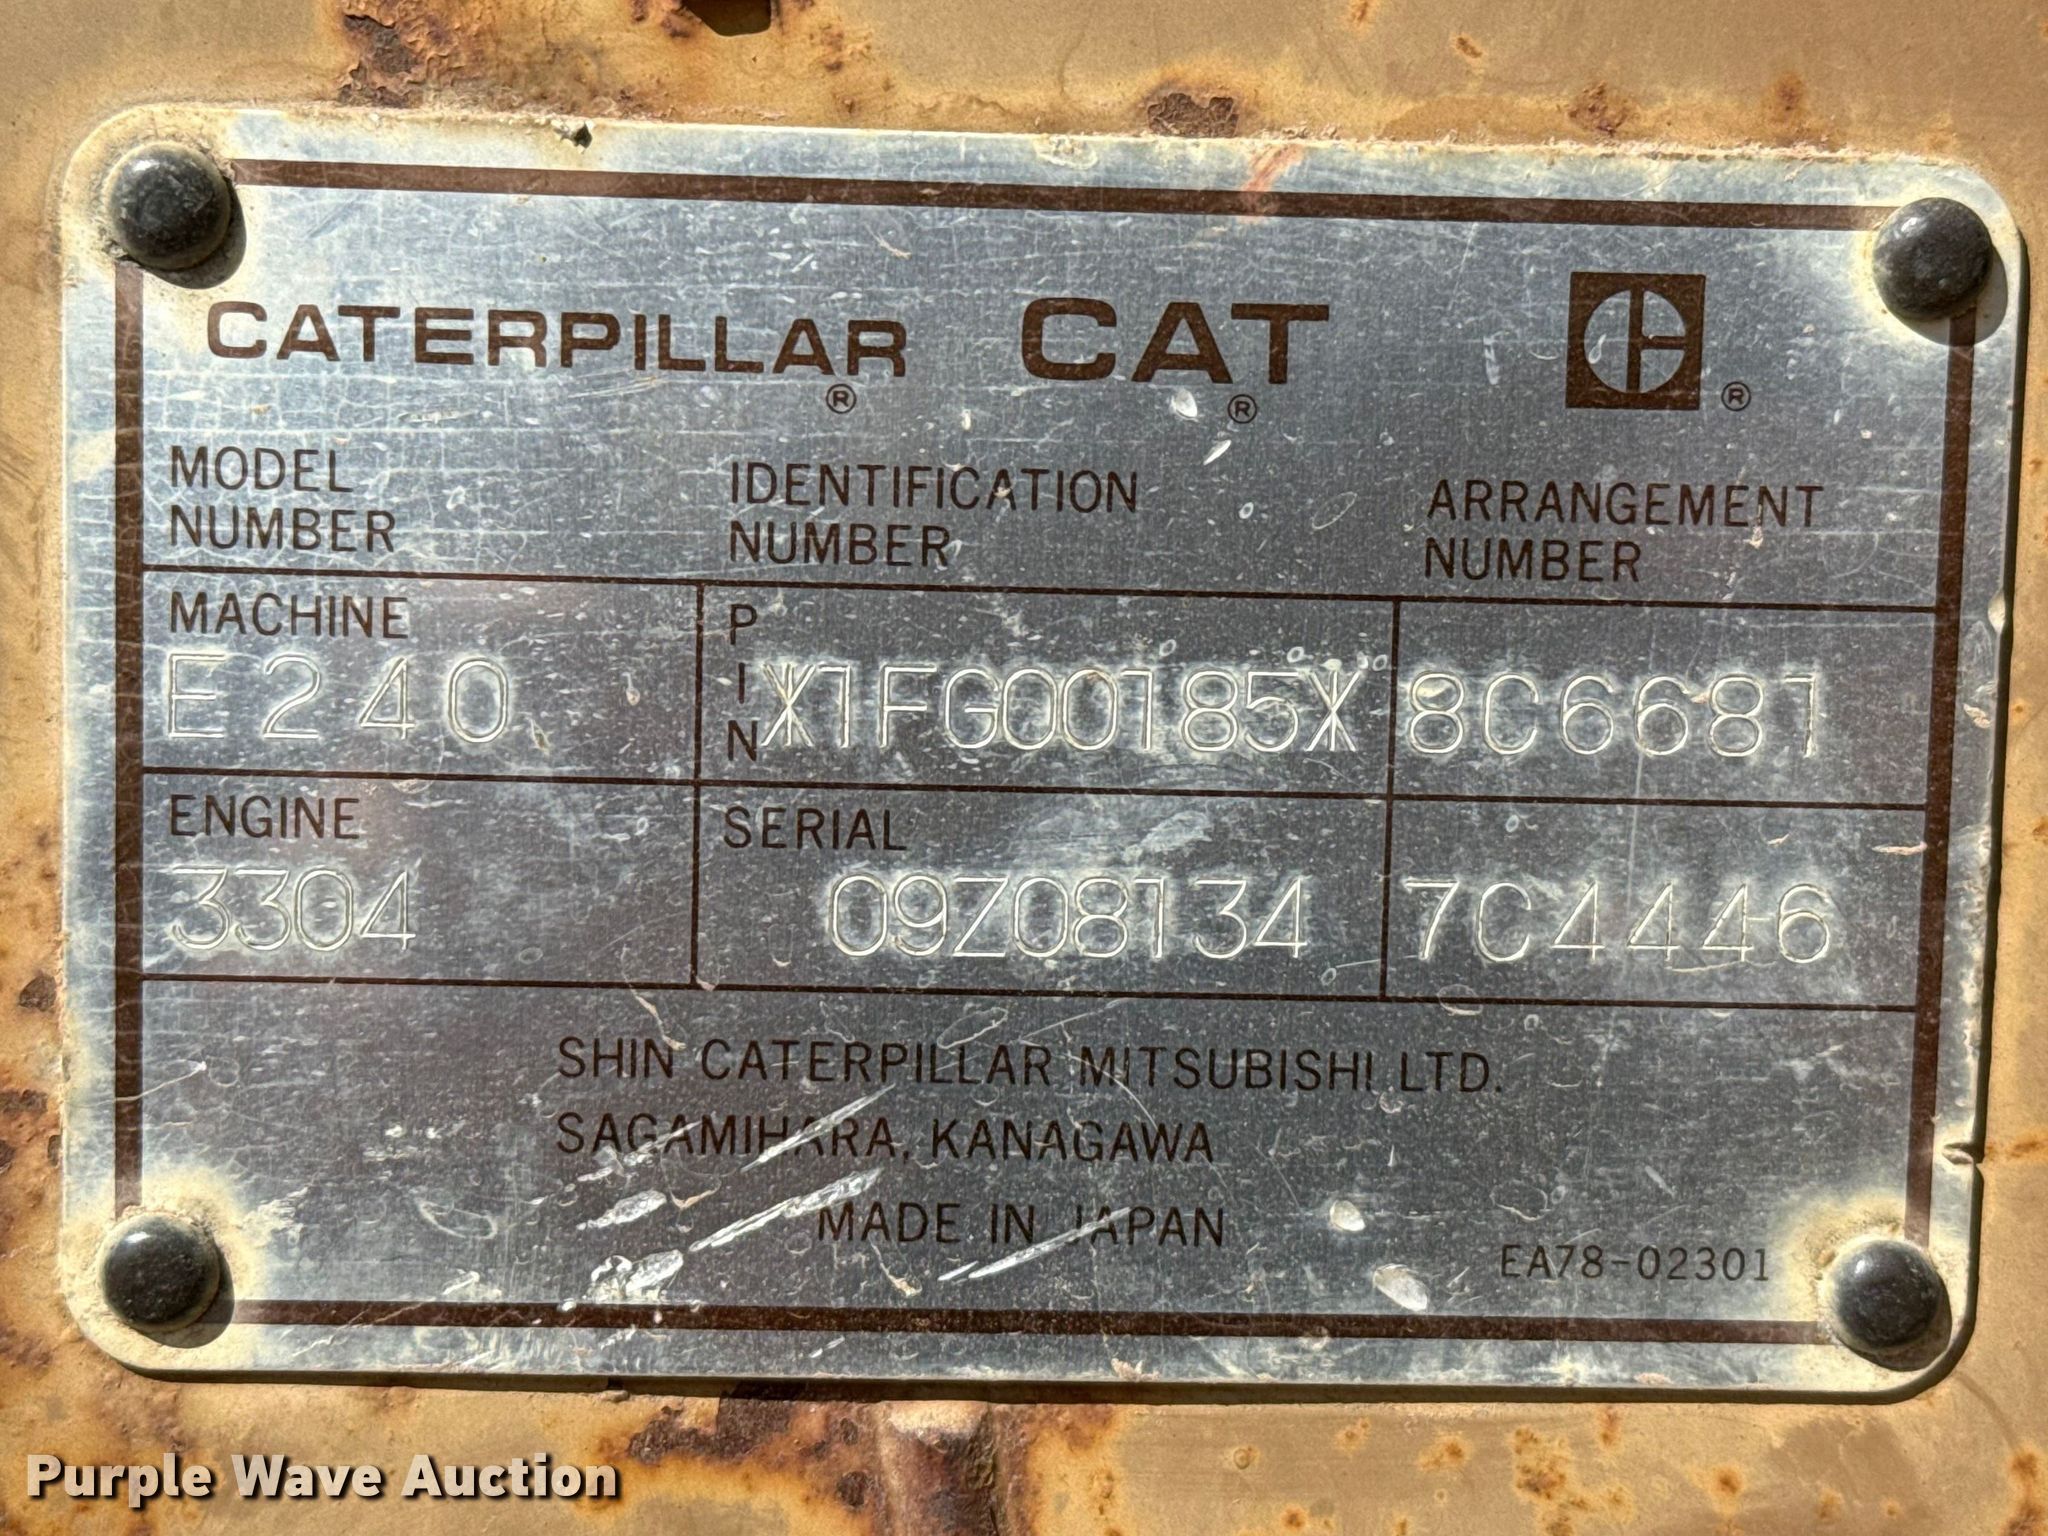 CATERPILLAR® CAT® ®
MODEL NUMBER IDENTIFICATION NUMBER ARRANGEMENT NUMBER
MACHINE PIN
E240 *1FG00185* 8C6681
ENGINE SERIAL
3304 09Z08134 7C4446
SHIN CATERPILLAR MITSUBISHI LTD.
SAGAMIHARA, KANAGAWA
MADE IN JAPAN
EA78-02301
Purple Wave Auction